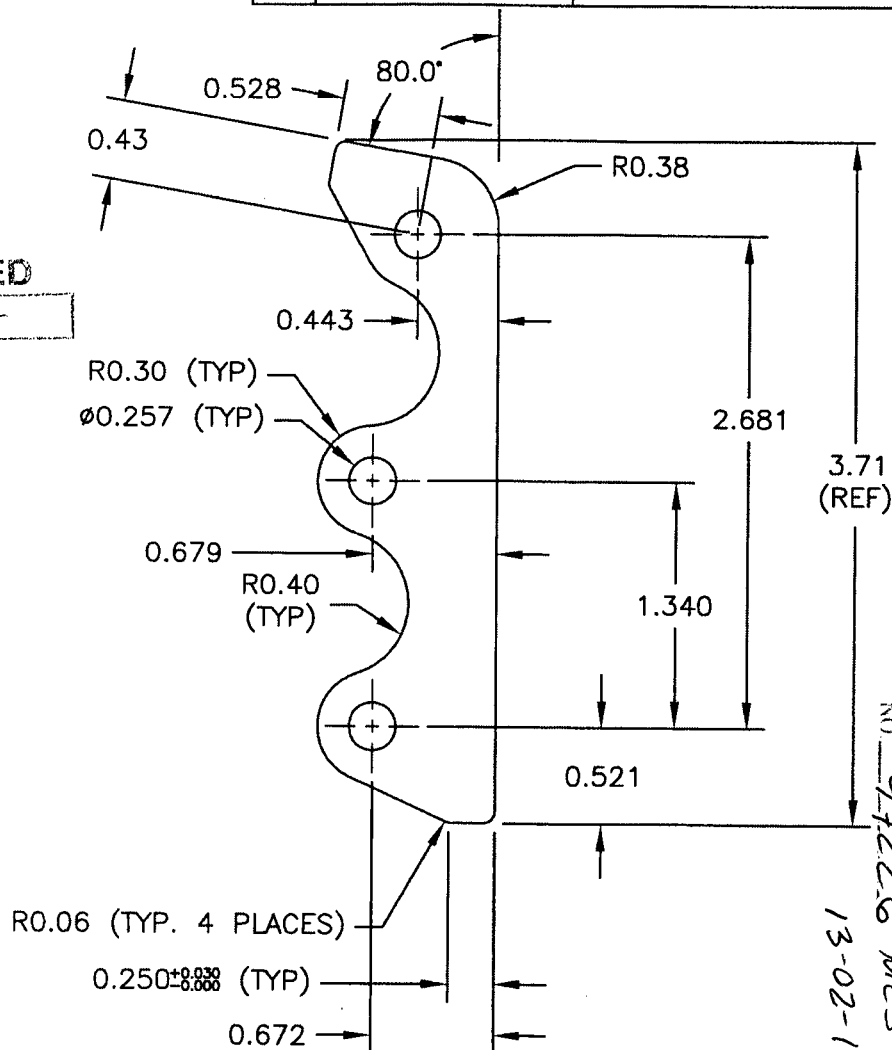 0.528
80.0°
0.43
R0.38
ED
0.443
R0.30 (TYP)
ø0.257 (TYP)
2.681
3.71
(REF)
0.679
R0.40
(TYP)
1.340
0.521
R0.06 (TYP. 4 PLACES)
0.250+0.030
-0.000 (TYP)
0.672
NO.
13-02-1